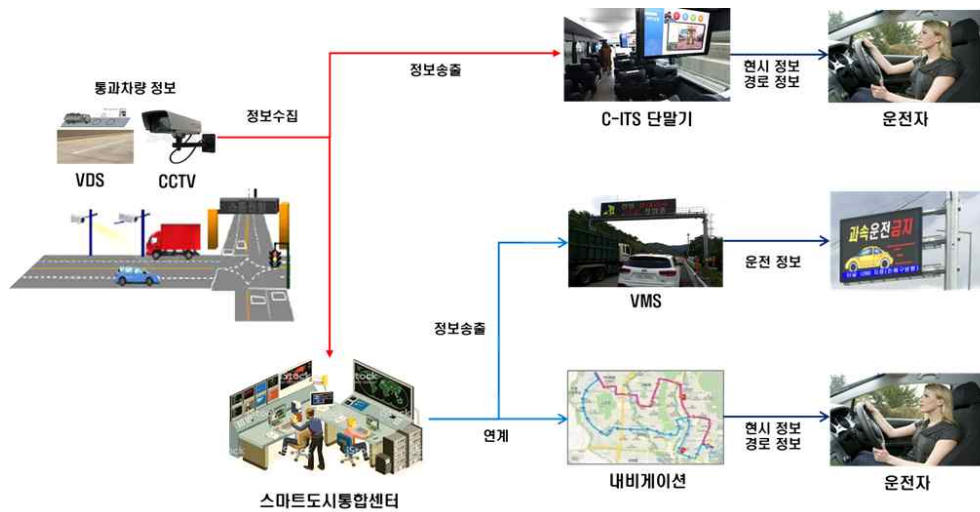 통과차량 정보
VDS
CCTV
정보수집
정보송출
C-ITS 단말기
현시 정보
경로 정보
운전자
정보송출
VMS
운전 정보
과속운전금지
스마트도시통합센터
연계
내비게이션
현시 정보
경로 정보
운전자